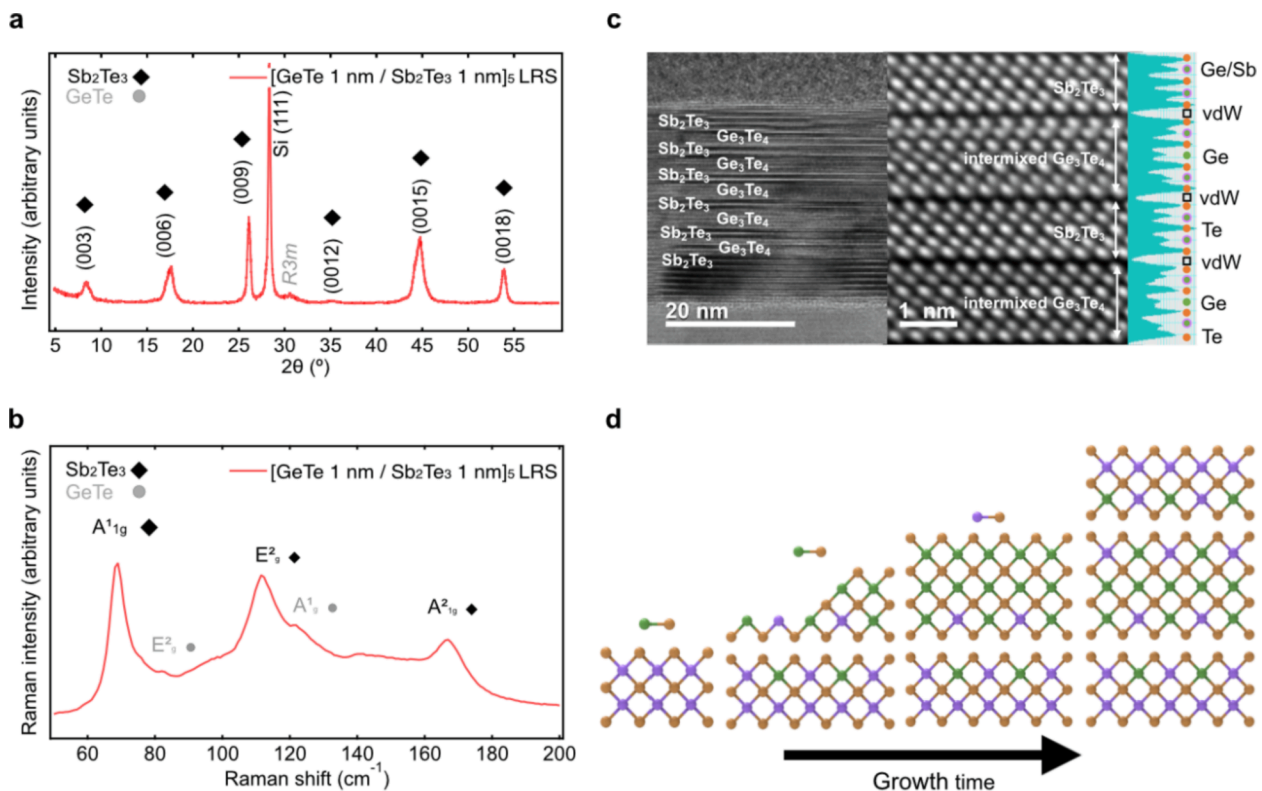 a
Intensity (arbitrary units)
Sb₂Te₃ ◆
GeTe ●
[GeTe 1 nm / Sb₂Te₃ 1 nm]₅ LRS
(003)
(006)
(009)
Si (111)
R3m
(0012)
(0015)
(0018)
5 10 15 20 25 30 35 40 45 50 55
2θ (º)
b
Raman intensity (arbitrary units)
Sb₂Te₃ ◆
GeTe ●
[GeTe 1 nm / Sb₂Te₃ 1 nm]₅ LRS
A¹₁g ◆
E²g ●
E²g ◆
A¹g ●
A²₁g ◆
60 80 100 120 140 160 180 200
Raman shift (cm⁻¹)
c
Sb₂Te₃
Ge₃Te₄
Sb₂Te₃
Ge₃Te₄
Sb₂Te₃
Ge₃Te₄
Sb₂Te₃
Ge₃Te₄
Sb₂Te₃
Ge₃Te₄
Sb₂Te₃
20 nm
Sb₂Te₃
intermixed Ge₃Te₄
Sb₂Te₃
intermixed Ge₃Te₄
1 nm
Ge/Sb
vdW
Ge
vdW
Te
vdW
Ge
Te
d
Growth time